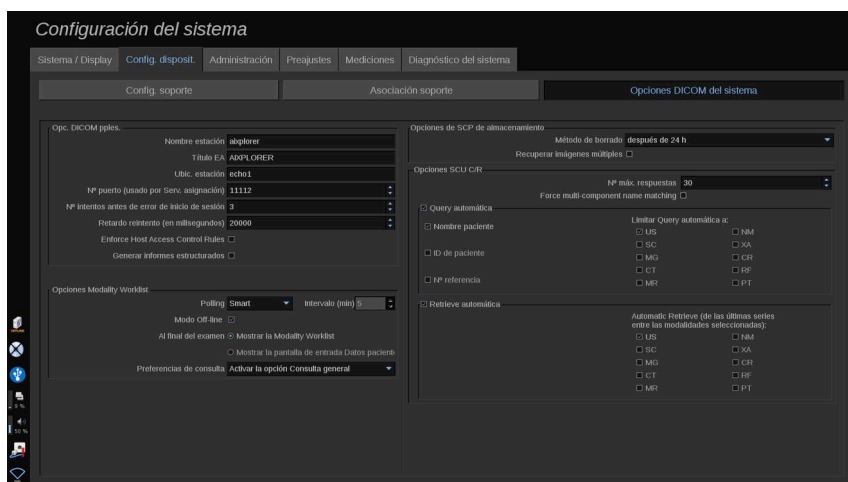 Configuración del sistema
Sistema / Display
Config. disposit.
Administración
Preajustes
Mediciones
Diagnóstico del sistema
Config. soporte
Asociación soporte
Opciones DICOM del sistema
Opc. DICOM pples.
Nombre estación aixplorer
Título EA AIXPLORER
Ubic. estación echo1
Nº puerto (usado por Serv. asignación) 11112
Nº intentos antes de error de inicio de sesión 3
Retardo reintento (en milisegundos) 20000
Enforce Host Access Control Rules
Generar informes estructurados
Opciones Modality Worklist
Polling Smart Intervalo (min) 5
Modo Off-line
Al final del examen Mostrar la Modality Worklist
Mostrar la pantalla de entrada Datos pacient
Preferencias de consulta Activar la opción Consulta general
Opciones de SCP de almacenamiento
Método de borrado después de 24 h
Recuperar imágenes múltiples
Opciones SCU C/R
Nº máx. respuestas 30
Force multi-component name matching
Query automática
Nombre paciente
ID de paciente
Nº referencia
Limitar Query automática a:
US NM
SC XA
MG CR
CT RF
MR PT
Retrieve automática
Automatic Retrieve (de las últimas series
entre las modalidades seleccionadas):
US NM
SC XA
MG CR
CT RF
MR PT
OFFLINE
9 %
50 %